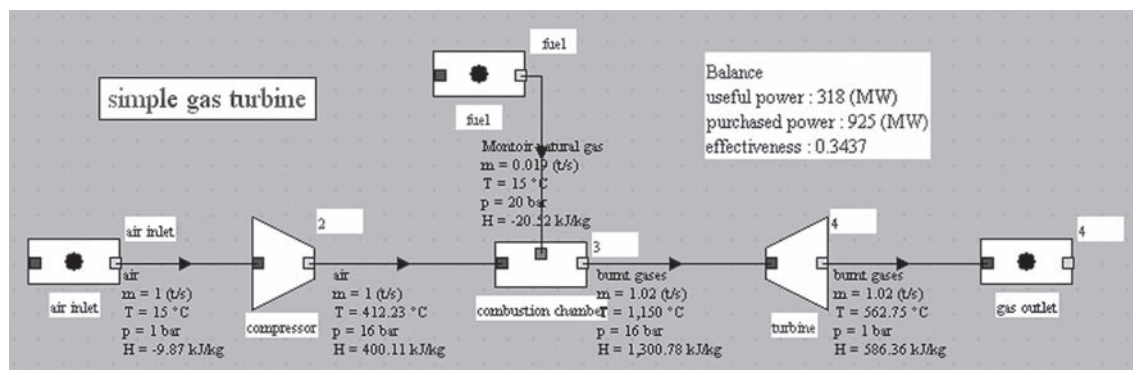 fuel
simple gas turbine
Balance
useful power : 318 (MW)
purchased power : 925 (MW)
effectiveness : 0.3437
fuel
Montoir natural gas
m = 0.019 (t/s)
T = 15 °C
p = 20 bar
H = -20.52 kJ/kg
air inlet
air inlet
air
m = 1 (t/s)
T = 15 °C
p = 1 bar
H = -9.87 kJ/kg
2
compressor
air
m = 1 (t/s)
T = 412.23 °C
p = 16 bar
H = 400.11 kJ/kg
3
combustion chamber
burnt gases
m = 1.02 (t/s)
T = 1,150 °C
p = 16 bar
H = 1,300.78 kJ/kg
4
turbine
burnt gases
m = 1.02 (t/s)
T = 562.75 °C
p = 1 bar
H = 586.36 kJ/kg
4
gas outlet